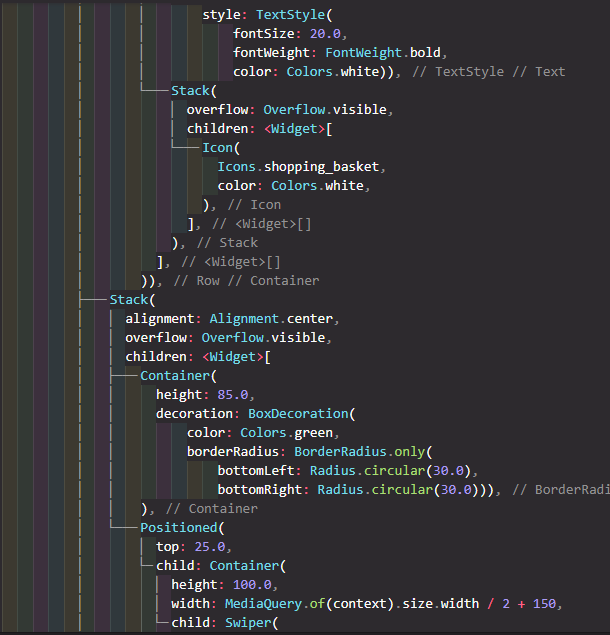 style: TextStyle(
fontSize: 20.0,
fontWeight: FontWeight.bold,
color: Colors.white)), // TextStyle // Text
Stack(
overflow: Overflow.visible,
children: <Widget>[
Icon(
Icons.shopping_basket,
color: Colors.white,
), // Icon
], // <Widget>[]
), // Stack
], // <Widget>[]
)), // Row // Container
Stack(
alignment: Alignment.center,
overflow: Overflow.visible,
children: <Widget>[
Container(
height: 85.0,
decoration: BoxDecoration(
color: Colors.green,
borderRadius: BorderRadius.only(
bottomLeft: Radius.circular(30.0),
bottomRight: Radius.circular(30.0))), // BorderRadi
), // Container
Positioned(
top: 25.0,
child: Container(
height: 100.0,
width: MediaQuery.of(context).size.width / 2 + 150,
child: Swiper(